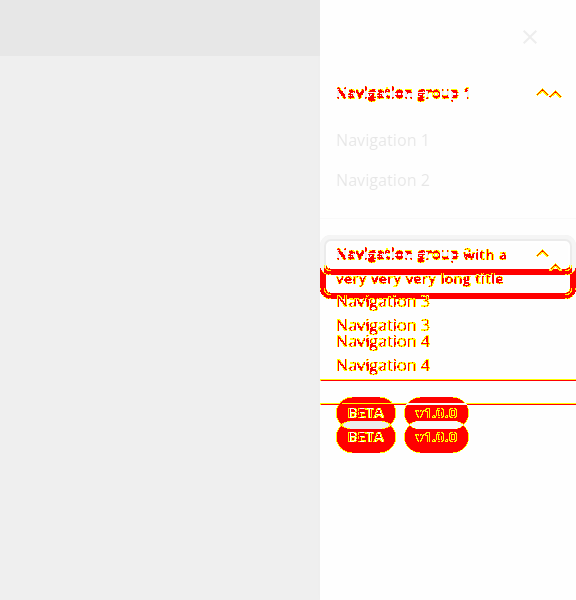 Navigation group 1
Navigation 1
Navigation 2
Navigation group with a
very very very long title
Navigation 3
Navigation 3
Navigation 4
Navigation 4
BETA v1.0.0
BETA v1.0.0